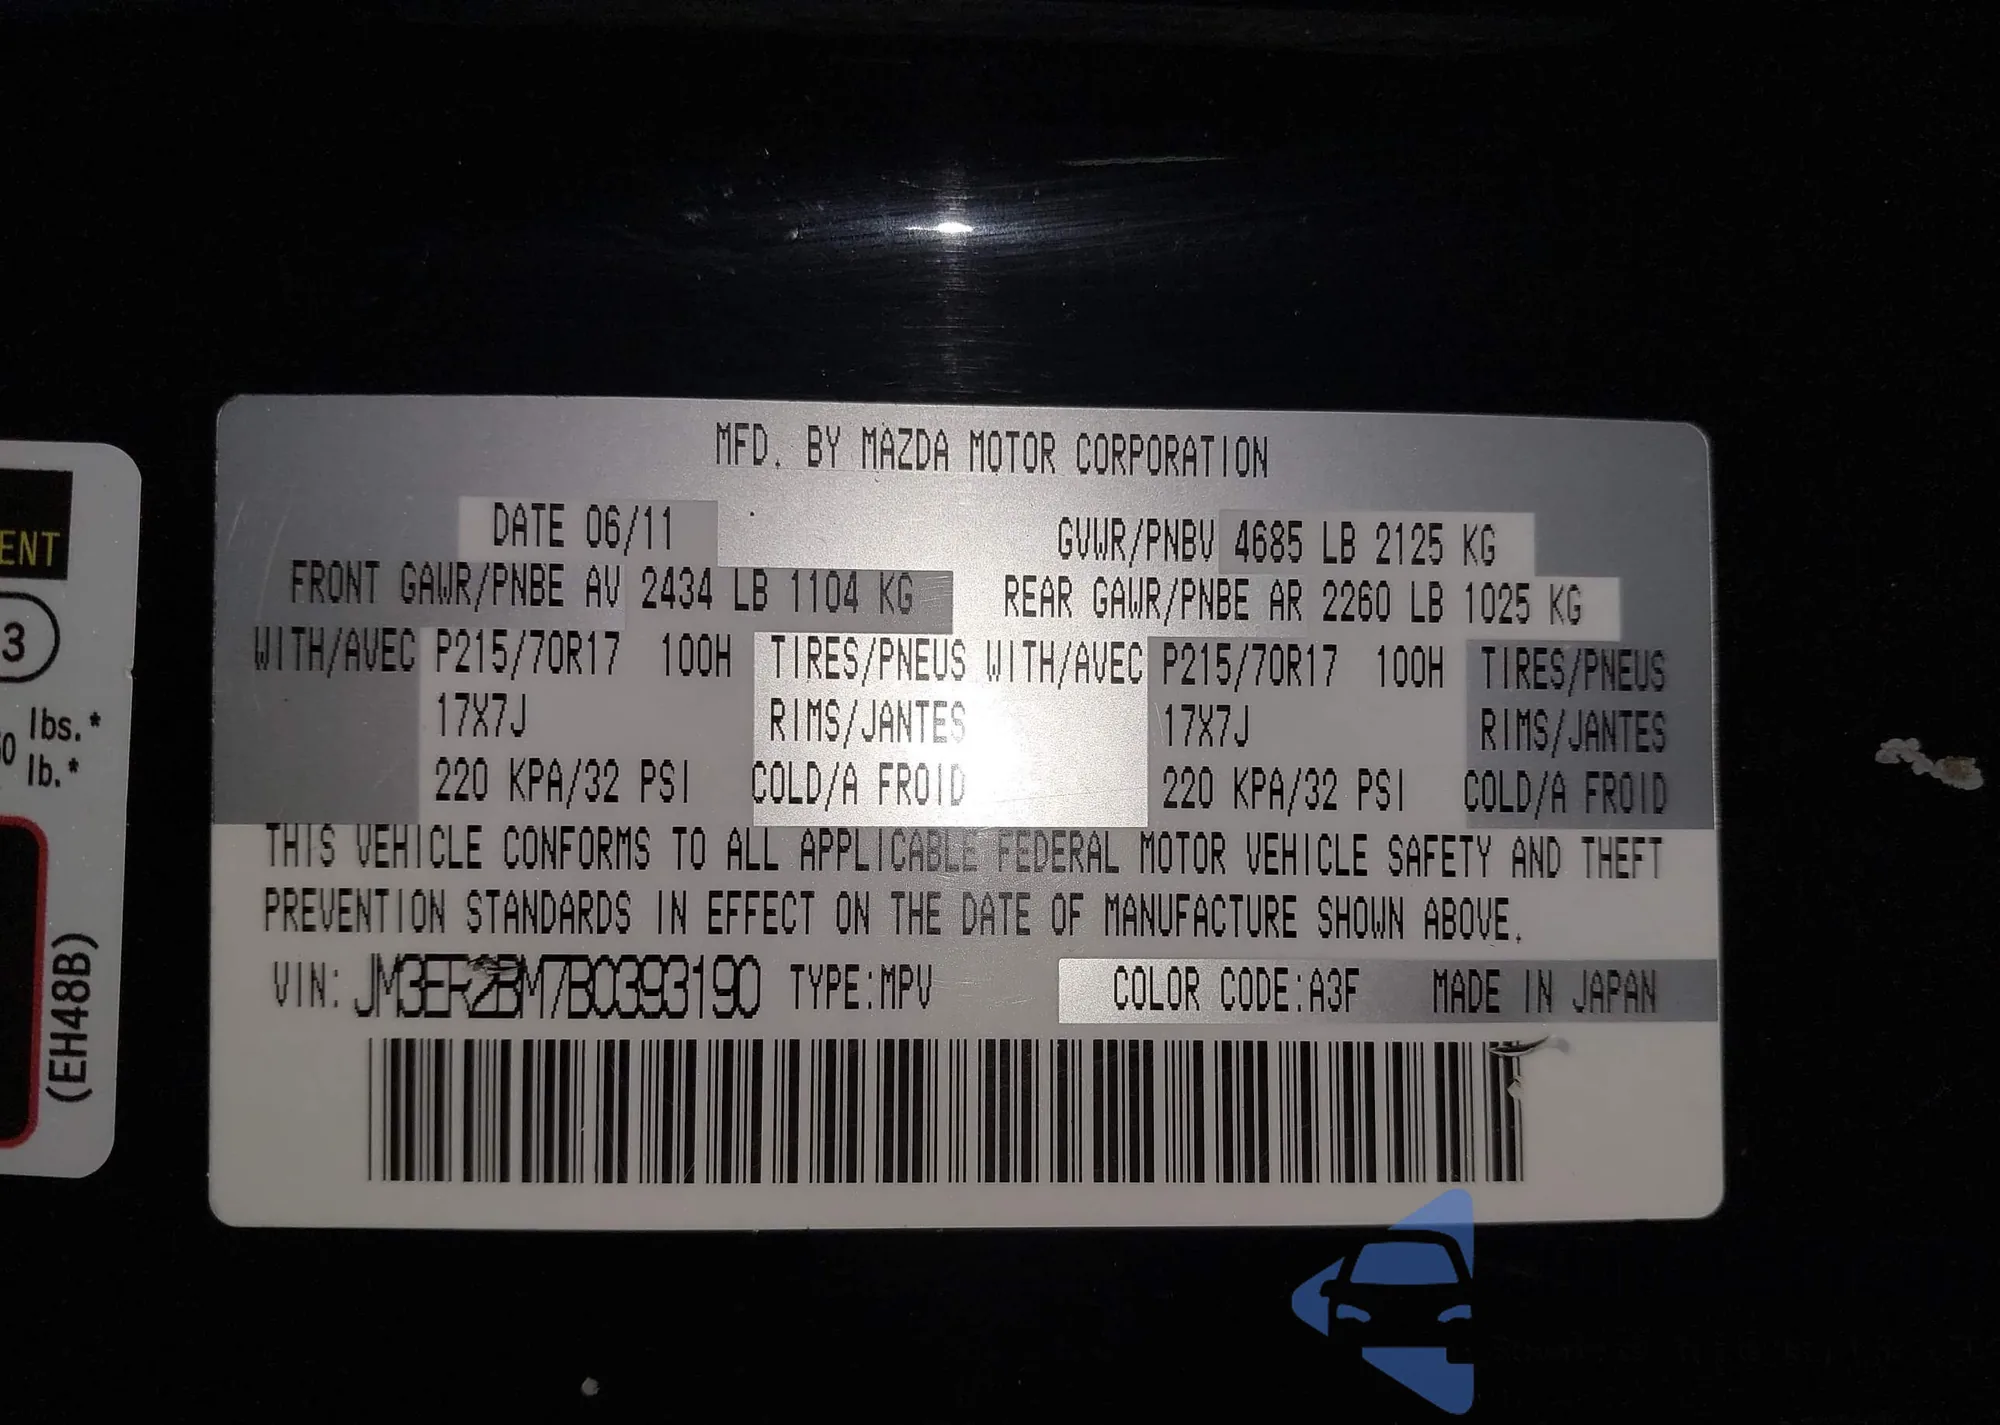 ENT
3
lbs.*
lb.*
(EH48B)
MFD. BY MAZDA MOTOR CORPORATION
DATE 06/11 GVWR/PNBV 4685 LB 2125 KG
FRONT GAWR/PNBE AV 2434 LB 1104 KG REAR GAWR/PNBE AR 2260 LB 1025 KG
WITH/AVEC P215/70R17 100H TIRES/PNEUS WITH/AVEC P215/70R17 100H TIRES/PNEUS
17X7J RIMS/JANTES 17X7J RIMS/JANTES
220 KPA/32 PSI COLD/A FROID 220 KPA/32 PSI COLD/A FROID
THIS VEHICLE CONFORMS TO ALL APPLICABLE FEDERAL MOTOR VEHICLE SAFETY AND THEFT
PREVENTION STANDARDS IN EFFECT ON THE DATE OF MANUFACTURE SHOWN ABOVE.
VIN: JM3ER2BM7B0393190 TYPE:MPV COLOR CODE:A3F MADE IN JAPAN